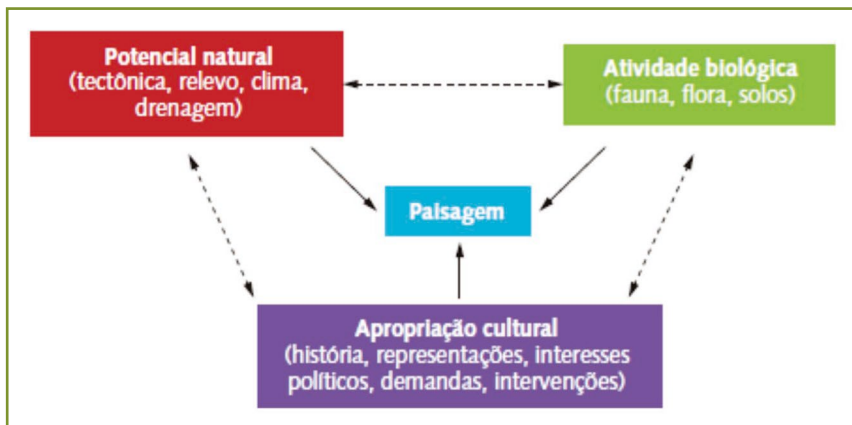 Potencial natural
(tectônica, relevo, clima,
drenagem)
Atividade biológica
(fauna, flora, solos)
Paisagem
Apropriação cultural
(história, representações, interesses
políticos, demandas, intervenções)